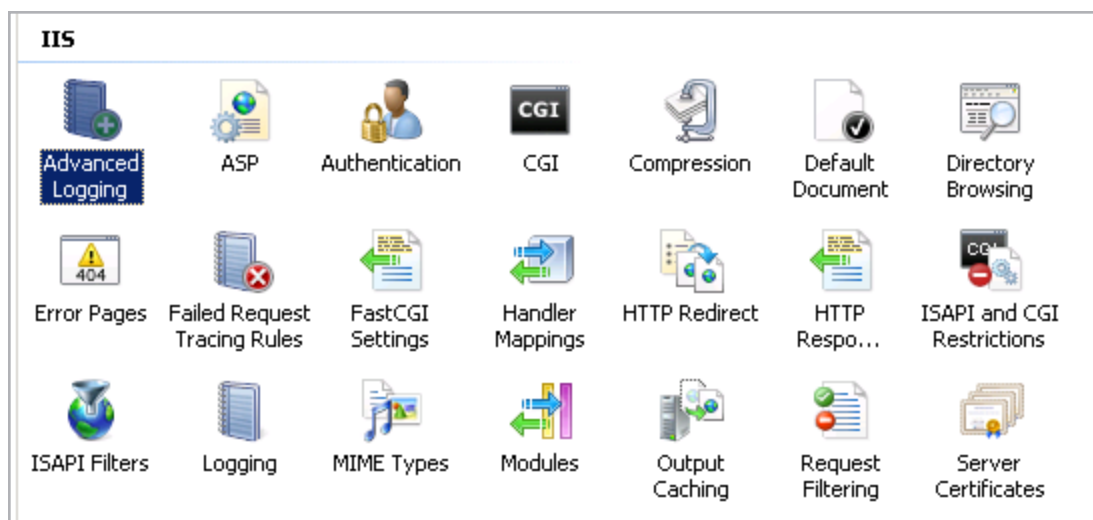 IIS
Advanced
Logging
ASP
Authentication
CGI
CGI
Compression
Default
Document
Directory
Browsing
404
Error Pages
Failed Request
Tracing Rules
FastCGI
Settings
Handler
Mappings
HTTP Redirect
HTTP
Respo...
CGI
ISAPI and CGI
Restrictions
ISAPI Filters
Logging
MIME Types
Modules
Output
Caching
Request
Filtering
Server
Certificates